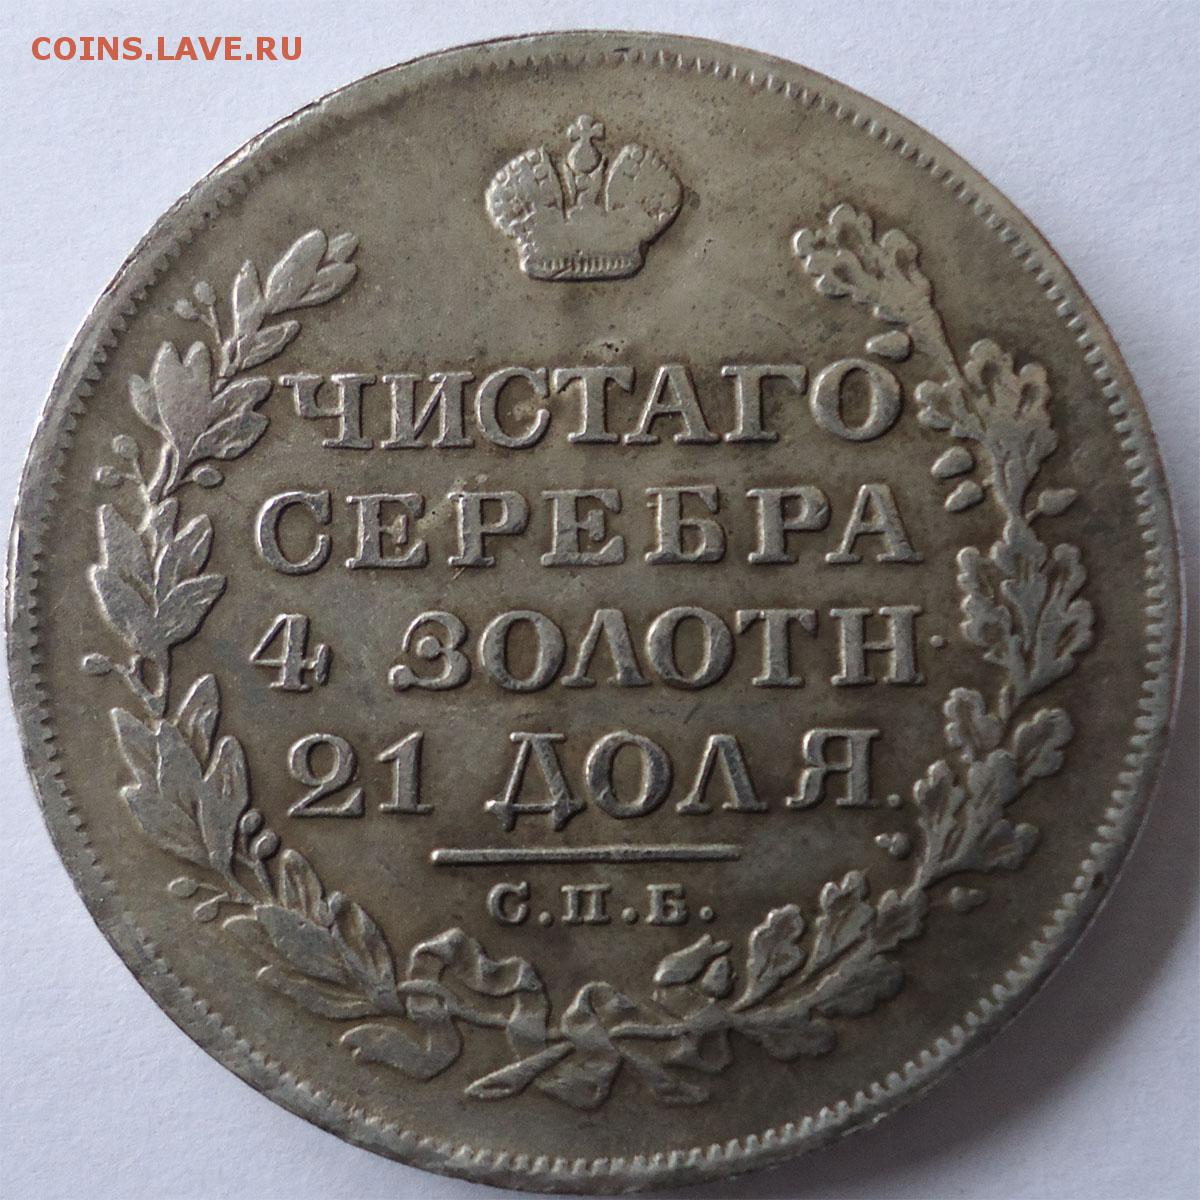 COINS.LAVE.RU
ЧИСТАГО
СЕРЕБРА
4 ЗОЛОТН.
21 ДОЛЯ.
С.П.Б.